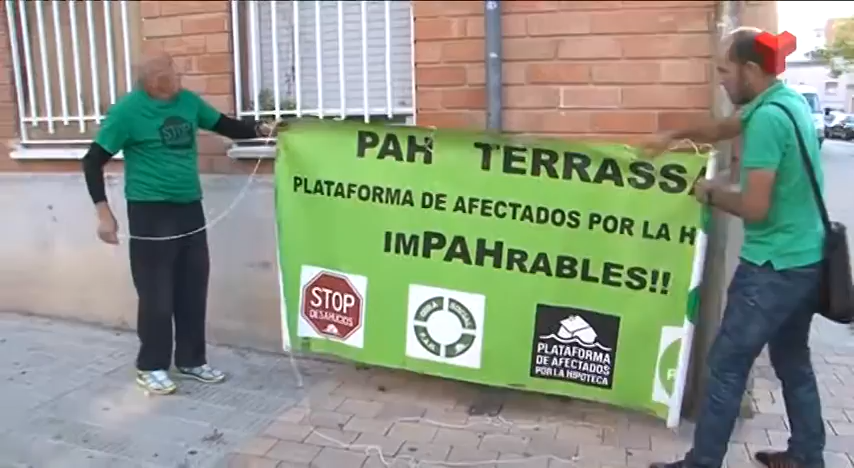 PAH TERRASSA
PLATAFORMA DE AFECTADOS POR LA H
IMPAHRABLES!!
STOP
DESAHUCIOS
PLATAFORMA
DE AFECTADOS
POR LA HIPOTECA
STOP